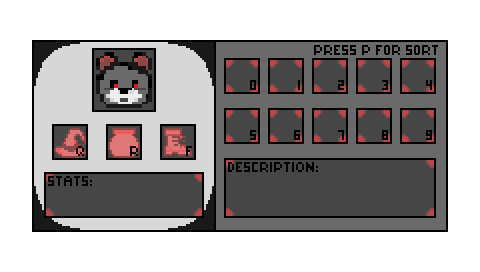 PRESS P FOR SORT
0 1 2 3 4
Q R F
5 6 7 8 9
STATS:
DESCRIPTION: